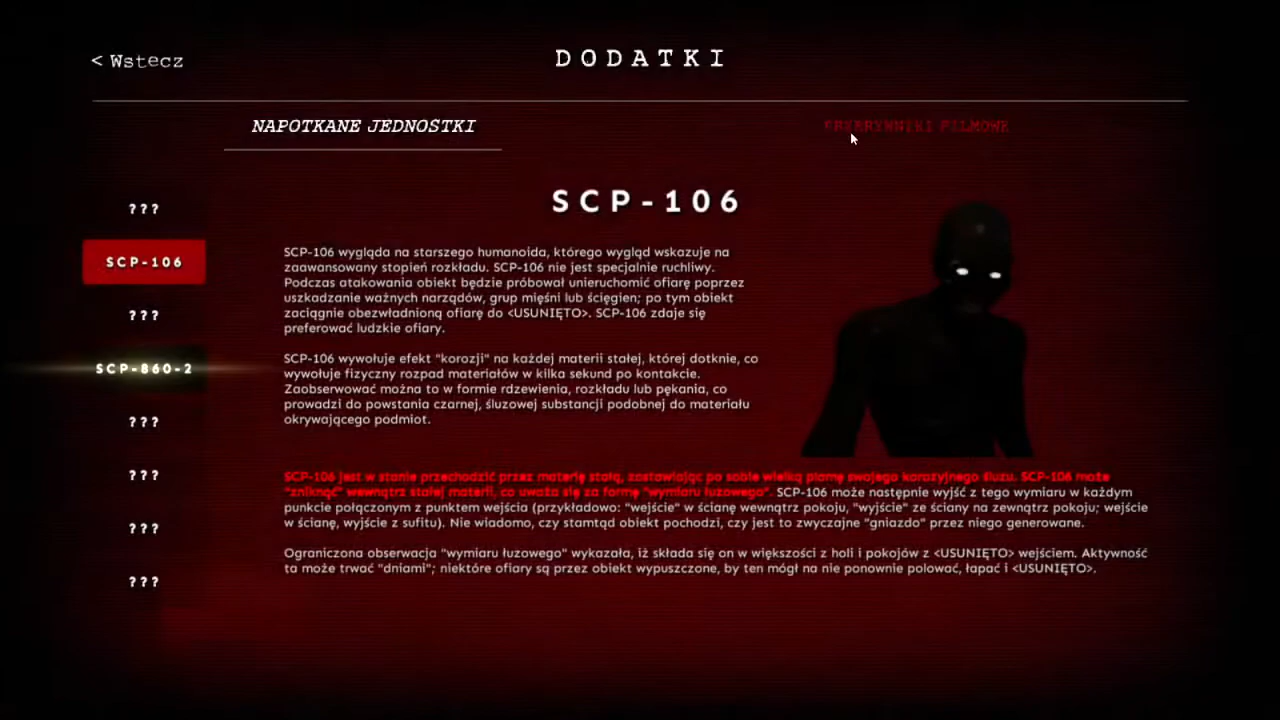 < Wstecz
DODATKI
NAPOTKANE JEDNOSTKI
PRZERYWNIKI FILMOWE
???
SCP-106
???
SCP-860-2
???
???
???
???
SCP-106
SCP-106 wygląda na starszego humanoida, którego wygląd wskazuje na
zaawansowany stopień rozkładu. SCP-106 nie jest specjalnie ruchliwy.
Podczas atakowania obiekt będzie próbował unieruchomić ofiarę poprzez
uszkadzanie ważnych narządów, grup mięśni lub ścięgien; po tym obiekt
zaciągnie obezwładnioną ofiarę do <USUNIĘTO>. SCP-106 zdaje się
preferować ludzkie ofiary.
SCP-106 wywołuje efekt "korozji" na każdej materii stałej, której dotknie, co
wywołuje fizyczny rozpad materiałów w kilka sekund po kontakcie.
Zaobserwować można to w formie rdzewienia, rozkładu lub pękania, co
prowadzi do powstania czarnej, śluzowej substancji podobnej do materiału
okrywającego podmiot.
SCP-106 jest w stanie przechodzić przez materię stałą, zostawiając po sobie wielką plamę swojego korozyjnego śluzu. SCP-106 może
"zniknąć" wewnątrz stałej materii, co uważa się za formę "wymiaru łuzowego". SCP-106 może następnie wyjść z tego wymiaru w każdym
punkcie połączonym z punktem wejścia (przykładowo: "wejście" w ścianę wewnątrz pokoju, "wyjście" ze ściany na zewnątrz pokoju; wejście
w ścianę, wyjście z sufitu). Nie wiadomo, czy stamtąd obiekt pochodzi, czy jest to zwyczajne "gniazdo" przez niego generowane.
Ograniczona obserwacja "wymiaru łuzowego" wykazała, iż składa się on w większości z holi i pokojów z <USUNIĘTO> wejściem. Aktywność
ta może trwać "dniami"; niektóre ofiary są przez obiekt wypuszczone, by ten mógł na nie ponownie polować, łapać i <USUNIĘTO>.